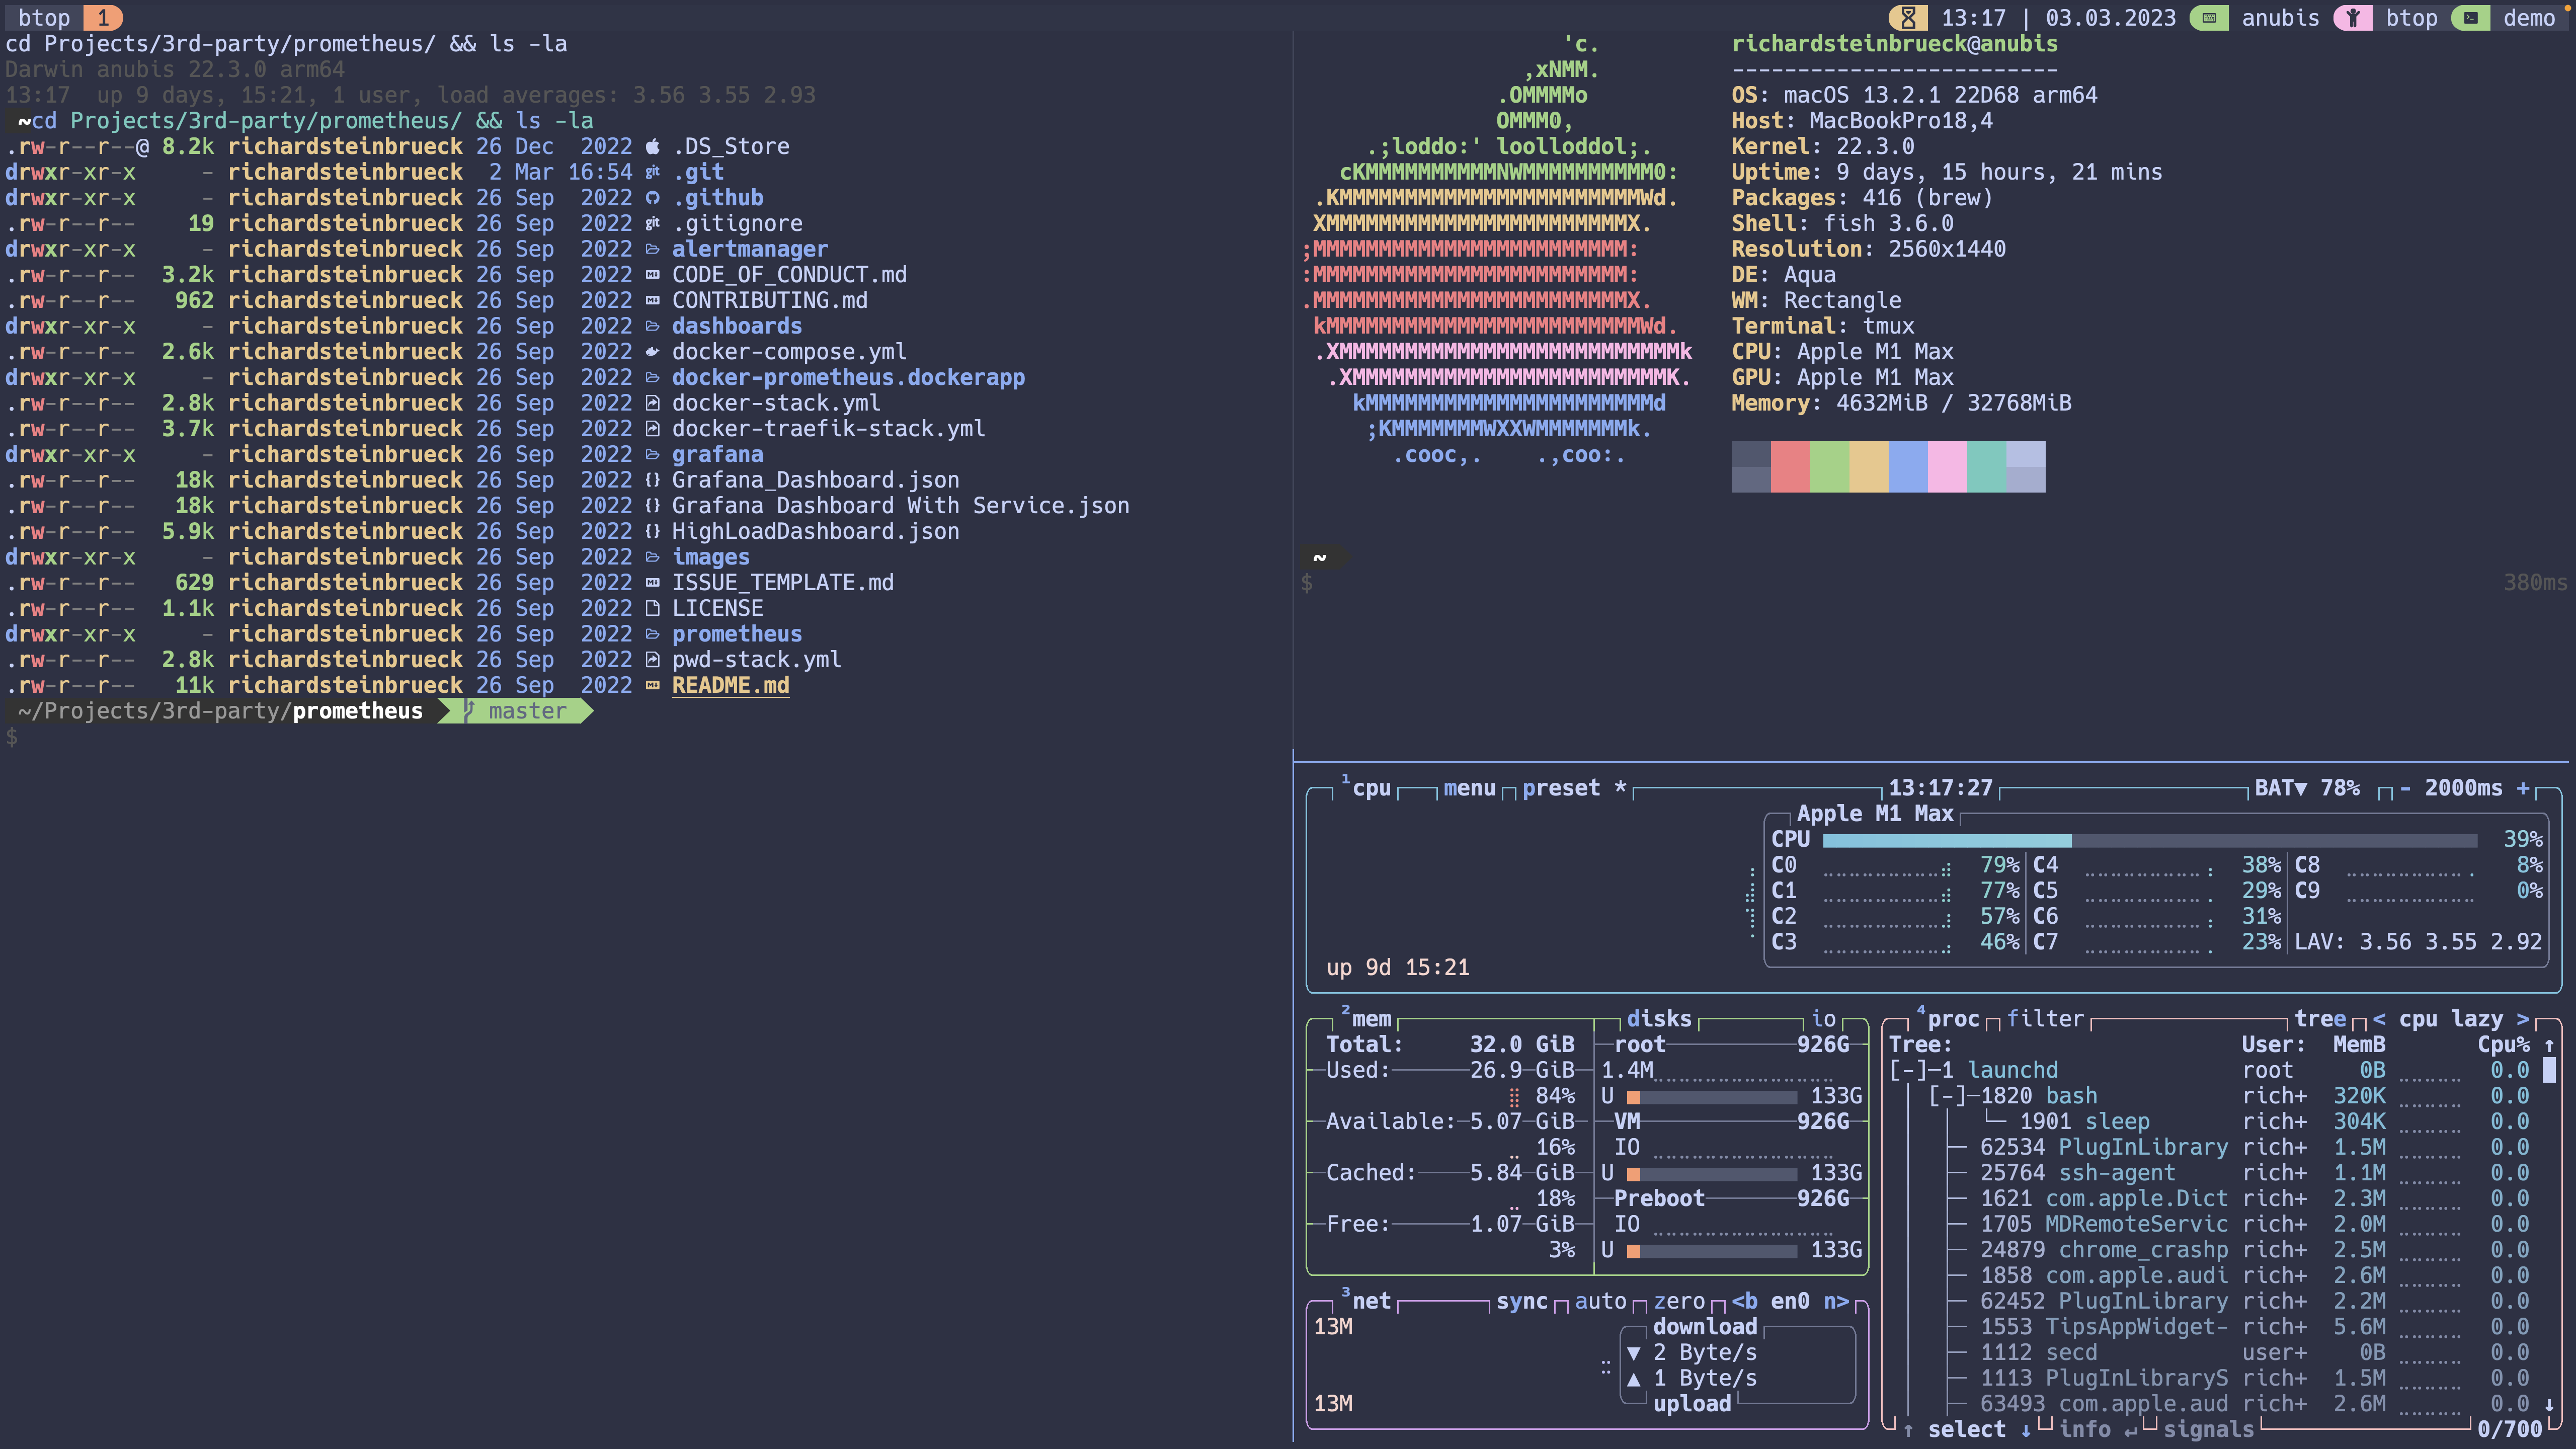 btop 1
13:17 | 03.03.2023 anubis btop demo
cd Projects/3rd-party/prometheus/ && ls -la
Darwin anubis 22.3.0 arm64
13:17  up 9 days, 15:21, 1 user, load averages: 3.56 3.55 2.93
~cd Projects/3rd-party/prometheus/ && ls -la
.rw-r--r--@ 8.2k richardsteinbrueck 26 Dec  2022 .DS_Store
drwxr-xr-x     - richardsteinbrueck  2 Mar 16:54 .git
drwxr-xr-x     - richardsteinbrueck 26 Sep  2022 .github
.rw-r--r--    19 richardsteinbrueck 26 Sep  2022 .gitignore
drwxr-xr-x     - richardsteinbrueck 26 Sep  2022 alertmanager
.rw-r--r--  3.2k richardsteinbrueck 26 Sep  2022 CODE_OF_CONDUCT.md
.rw-r--r--   962 richardsteinbrueck 26 Sep  2022 CONTRIBUTING.md
drwxr-xr-x     - richardsteinbrueck 26 Sep  2022 dashboards
.rw-r--r--  2.6k richardsteinbrueck 26 Sep  2022 docker-compose.yml
drwxr-xr-x     - richardsteinbrueck 26 Sep  2022 docker-prometheus.dockerapp
.rw-r--r--  2.8k richardsteinbrueck 26 Sep  2022 docker-stack.yml
.rw-r--r--  3.7k richardsteinbrueck 26 Sep  2022 docker-traefik-stack.yml
drwxr-xr-x     - richardsteinbrueck 26 Sep  2022 grafana
.rw-r--r--   18k richardsteinbrueck 26 Sep  2022 {} Grafana_Dashboard.json
.rw-r--r--   18k richardsteinbrueck 26 Sep  2022 {} Grafana Dashboard With Service.json
.rw-r--r--  5.9k richardsteinbrueck 26 Sep  2022 {} HighLoadDashboard.json
drwxr-xr-x     - richardsteinbrueck 26 Sep  2022 images
.rw-r--r--   629 richardsteinbrueck 26 Sep  2022 ISSUE_TEMPLATE.md
.rw-r--r--  1.1k richardsteinbrueck 26 Sep  2022 LICENSE
drwxr-xr-x     - richardsteinbrueck 26 Sep  2022 prometheus
.rw-r--r--  2.8k richardsteinbrueck 26 Sep  2022 pwd-stack.yml
.rw-r--r--   11k richardsteinbrueck 26 Sep  2022 README.md
~/Projects/3rd-party/prometheus master
$
'c.
,xNMM.
.OMMMMo
OMMM0,
.;loddo:' loolloddol;.
cKMMMMMMMMMMNWMMMMMMMMMM0:
.KMMMMMMMMMMMMMMMMMMMMMMMWd.
XMMMMMMMMMMMMMMMMMMMMMMMX.
;MMMMMMMMMMMMMMMMMMMMMMMM:
:MMMMMMMMMMMMMMMMMMMMMMMM:
.MMMMMMMMMMMMMMMMMMMMMMMMX.
kMMMMMMMMMMMMMMMMMMMMMMMMWd.
.XMMMMMMMMMMMMMMMMMMMMMMMMMMk
.XMMMMMMMMMMMMMMMMMMMMMMMMK.
kMMMMMMMMMMMMMMMMMMMMMMd
;KMMMMMMMWXXWMMMMMMMk.
.cooc,.    .,coo:.
richardsteinbrueck@anubis
-------------------------
OS: macOS 13.2.1 22D68 arm64
Host: MacBookPro18,4
Kernel: 22.3.0
Uptime: 9 days, 15 hours, 21 mins
Packages: 416 (brew)
Shell: fish 3.6.0
Resolution: 2560x1440
DE: Aqua
WM: Rectangle
Terminal: tmux
CPU: Apple M1 Max
GPU: Apple M1 Max
Memory: 4632MiB / 32768MiB
~
$ 380ms
¹cpu menu preset * 13:17:27 BAT▼ 78% - 2000ms +
Apple M1 Max
CPU 39%
C0 79% C4 38% C8 8%
C1 77% C5 29% C9 0%
C2 57% C6 31%
C3 46% C7 23% LAV: 3.56 3.55 2.92
up 9d 15:21
²mem
Total: 32.0 GiB
Used: 26.9 GiB
84%
Available: 5.07 GiB
16%
Cached: 5.84 GiB
18%
Free: 1.07 GiB
3%
disks io
root 926G
1.4M
U 133G
VM 926G
IO
U 133G
Preboot 926G
IO
U 133G
³net sync auto zero <b en0 n>
13M
download
▼ 2 Byte/s
▲ 1 Byte/s
13M
upload
⁴proc filter tree < cpu lazy >
Tree: User: MemB Cpu% ↑
[-]─1 launchd root 0B 0.0
[-]─1820 bash rich+ 320K 0.0
1901 sleep rich+ 304K 0.0
62534 PlugInLibrary rich+ 1.5M 0.0
25764 ssh-agent rich+ 1.1M 0.0
1621 com.apple.Dict rich+ 2.3M 0.0
1705 MDRemoteServic rich+ 2.0M 0.0
24879 chrome_crashp rich+ 2.5M 0.0
1858 com.apple.audi rich+ 2.6M 0.0
62452 PlugInLibrary rich+ 2.2M 0.0
1553 TipsAppWidget- rich+ 5.6M 0.0
1112 secd user+ 0B 0.0
1113 PlugInLibraryS rich+ 1.5M 0.0
63493 com.apple.aud rich+ 2.6M 0.0 ↓
↑ select ↓ info ↵ signals 0/700